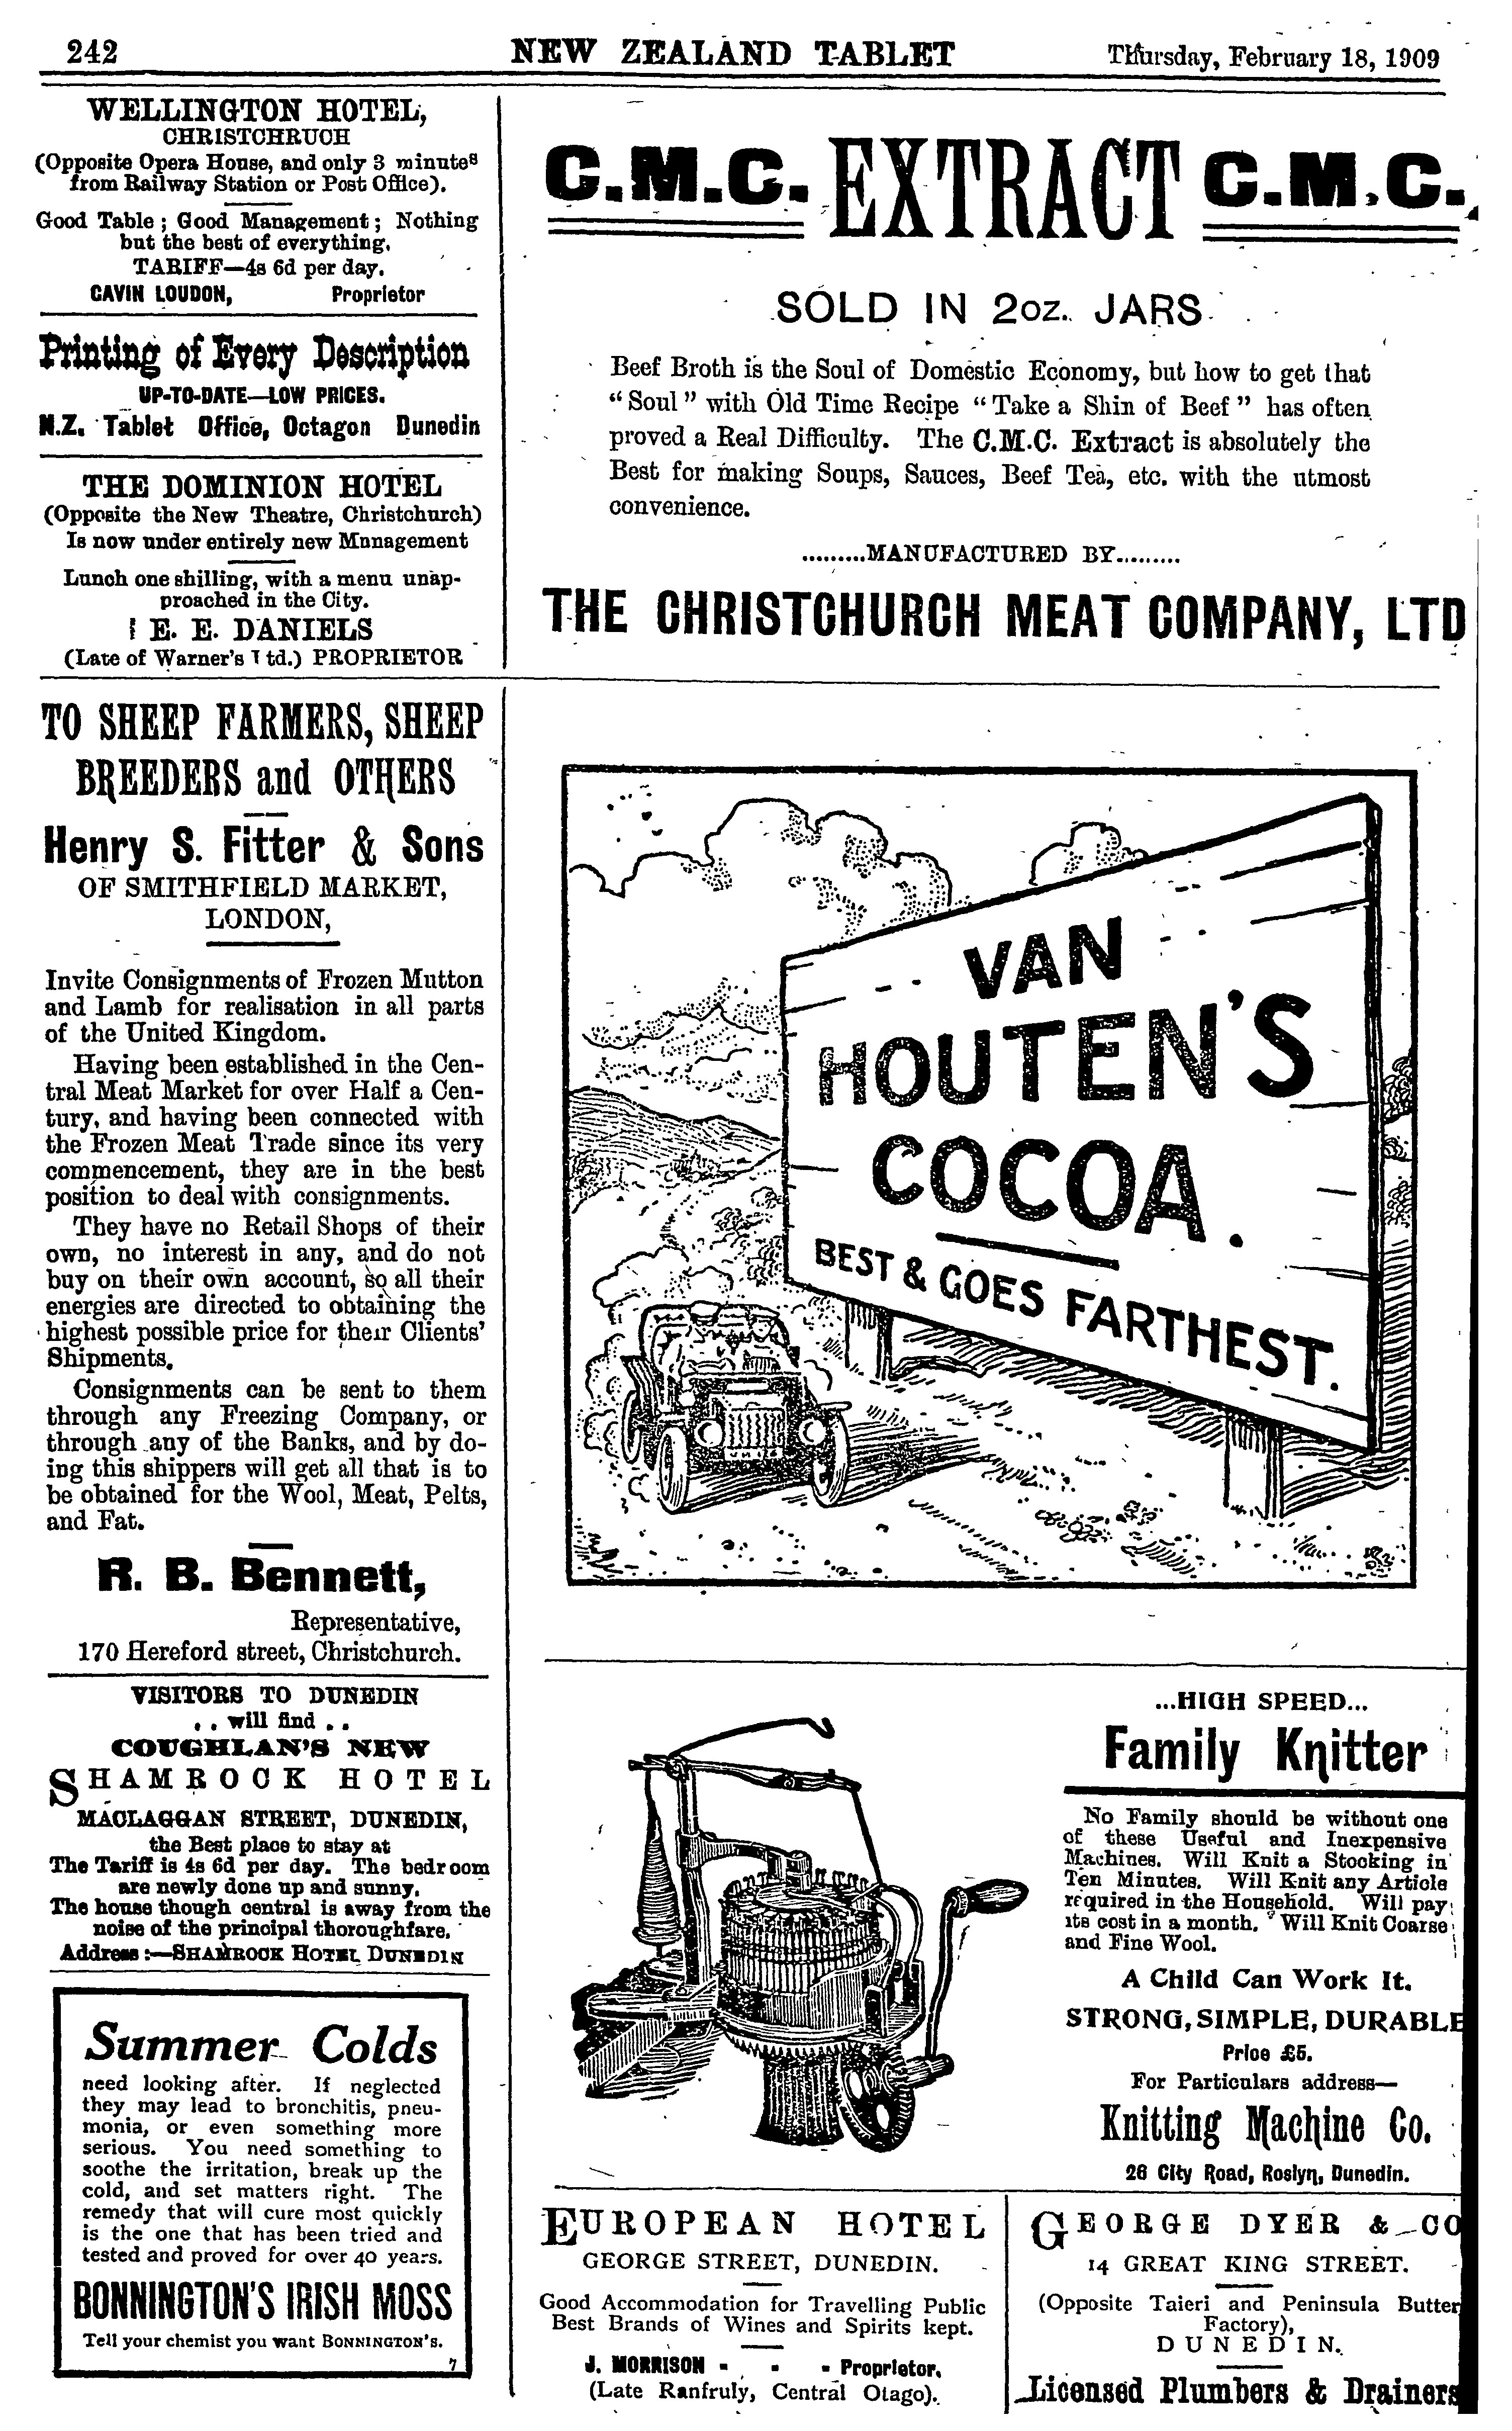 242
NEW ZEALAND TABLET
Thursday, February 18, 1909
WELLINGTON HOTEL,
CHRISTCHRUCH
(Opposite Opera House, and only 3 minutes
from Railway Station or Post Office).
Good Table ; Good Management ; Nothing
but the best of everything.
TARIFF—4s 6d per day.
CAVIN LOUDON, Proprietor
Printing of Every Description
UP-TO-DATE—LOW PRICES.
N.Z. Tablet Office, Octagon Dunedin
THE DOMINION HOTEL
(Opposite the New Theatre, Christchurch)
Is now under entirely new Management
Lunch one shilling, with a menu unap-
proached in the City.
E. E. DANIELS
(Late of Warner's Ltd.) PROPRIETOR
TO SHEEP FARMERS, SHEEP
BREEDERS and OTHERS
Henry S. Fitter & Sons
OF SMITHFIELD MARKET,
LONDON,
Invite Consignments of Frozen Mutton
and Lamb for realisation in all parts
of the United Kingdom.
Having been established in the Cen-
tral Meat Market for over Half a Cen-
tury, and having been connected with
the Frozen Meat Trade since its very
commencement, they are in the best
position to deal with consignments.
They have no Retail Shops of their
own, no interest in any, and do not
buy on their own account, so all their
energies are directed to obtaining the
highest possible price for their Clients'
Shipments.
Consignments can be sent to them
through any Freezing Company, or
through any of the Banks, and by do-
ing this shippers will get all that is to
be obtained for the Wool, Meat, Pelts,
and Fat.
R. B. Bennett,
Representative,
170 Hereford street, Christchurch.
VISITORS TO DUNEDIN
. . will find . .
COUGHLAN'S NEW
SHAMROCK HOTEL
MACLAGGAN STREET, DUNEDIN,
the Best place to stay at
The Tariff is 4s 6d per day. The bedroom
are newly done up and sunny.
The house though central is away from the
noise of the principal thoroughfare.
Address :—SHAMROCK HOTEL DUNEDIN
Summer Colds
need looking after. If neglected
they may lead to bronchitis, pneu-
monia, or even something more
serious. You need something to
soothe the irritation, break up the
cold, and set matters right. The
remedy that will cure most quickly
is the one that has been tried and
tested and proved for over 40 years.
BONNINGTON'S IRISH MOSS
Tell your chemist you want BONNINGTON'S.
7
C.M.C. EXTRACT C.M.C.
SOLD IN 2oz. JARS
Beef Broth is the Soul of Domestic Economy, but how to get that
"Soul" with Old Time Recipe "Take a Shin of Beef" has often
proved a Real Difficulty. The C.M.C. Extract is absolutely the
Best for making Soups, Sauces, Beef Tea, etc. with the utmost
convenience.
.........MANUFACTURED BY.........
THE CHRISTCHURCH MEAT COMPANY, LTD
VAN
HOUTEN'S
COCOA.
BEST & GOES FARTHEST.
...HIGH SPEED...
Family Knitter
No Family should be without one
of these Useful and Inexpensive
Machines. Will Knit a Stocking in
Ten Minutes. Will Knit any Article
required in the Household. Will pay
its cost in a month. Will Knit Coarse
and Fine Wool.
A Child Can Work It.
STRONG, SIMPLE, DURABLE
Price £5.
For Particulars address—
Knitting Machine Co.
26 City Road, Roslyn, Dunedin.
EUROPEAN HOTEL
GEORGE STREET, DUNEDIN.
Good Accommodation for Travelling Public
Best Brands of Wines and Spirits kept.
J. MORRISON - - - Proprietor.
(Late Ranfruly, Central Otago).
GEORGE DYER & CO
14 GREAT KING STREET.
(Opposite Taieri and Peninsula Butter
Factory),
DUNEDIN.
Licensed Plumbers & Drainers